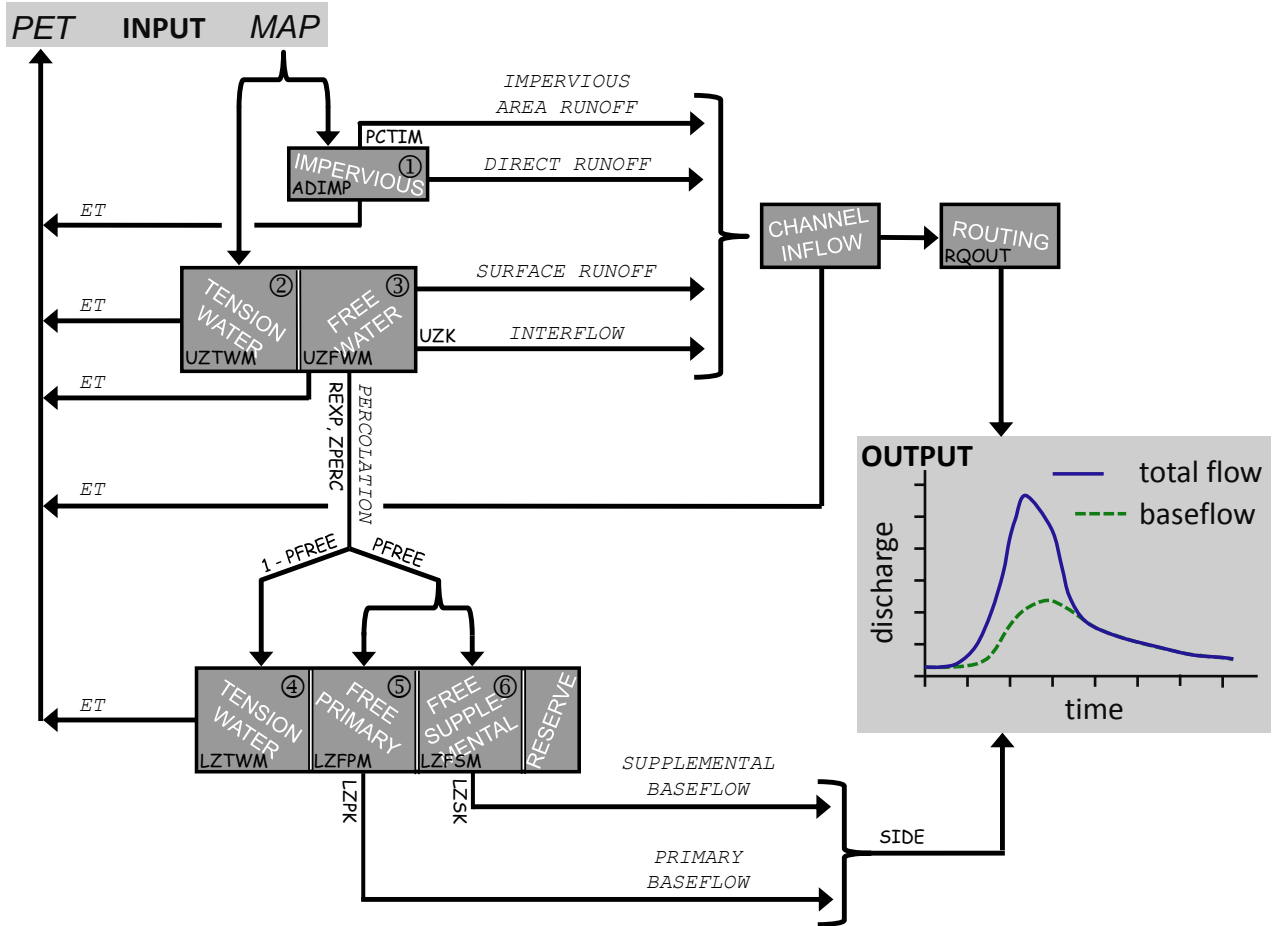 PET INPUT MAP
IMPERVIOUS
AREA RUNOFF
PCTIM
IMPERVIOUS ①
ADIMP
DIRECT RUNOFF
ET
CHANNEL
INFLOW
ROUTING
RQOUT
TENSION
WATER
②
UZTWM
FREE
WATER
③
UZFWM
SURFACE RUNOFF
ET
UZK
INTERFLOW
ET
REXP, ZPERC
PERCOLATION
ET
1 - PFREE
PFREE
OUTPUT
total flow
baseflow
discharge
time
TENSION
WATER
④
LZTWM
FREE
PRIMARY
⑤
LZFPM
FREE
SUPPLE-
MENTAL
⑥
LZFSM
RESERVE
ET
LZPK
LZSK
SUPPLEMENTAL
BASEFLOW
SIDE
PRIMARY
BASEFLOW